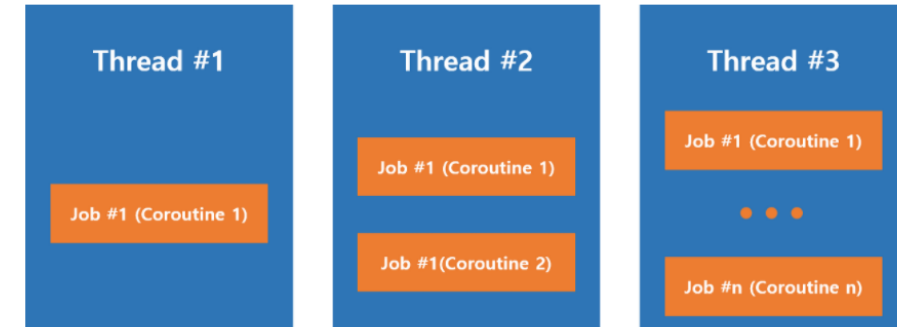 Thread #1
Job #1 (Coroutine 1)
Thread #2
Job #1 (Coroutine 1)
Job #1(Coroutine 2)
Thread #3
Job #1 (Coroutine 1)
Job #n (Coroutine n)